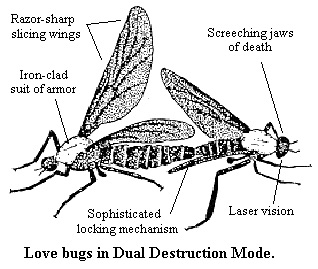 Razor-sharp
slicing wings
Screeching jaws
of death
Iron-clad
suit of armor
Sophisticated
locking mechanism
Laser vision
Love bugs in Dual Destruction Mode.